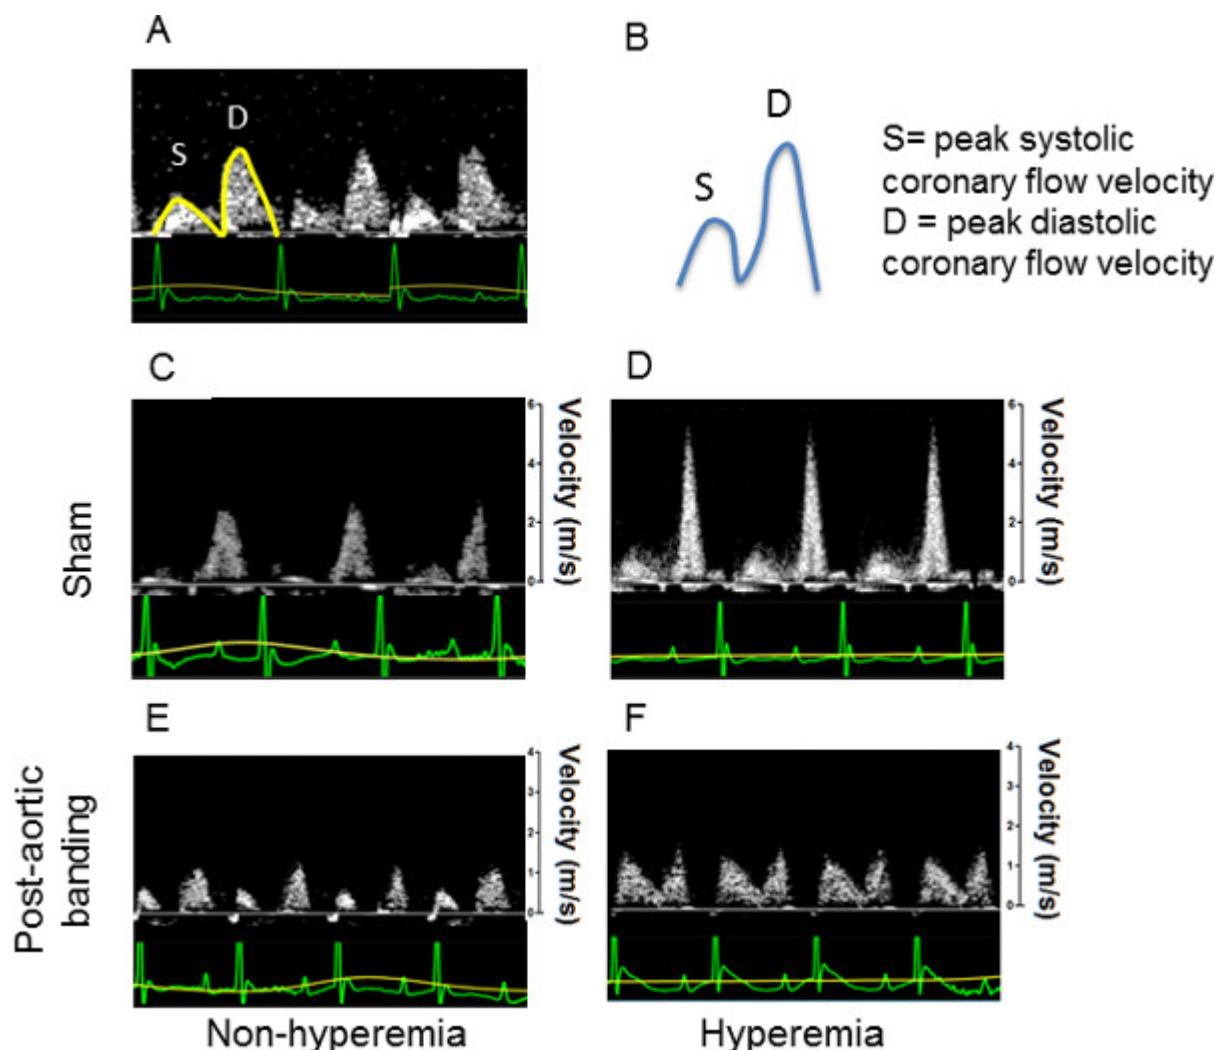 A
B
S
D
S
D
S= peak systolic
coronary flow velocity
D = peak diastolic
coronary flow velocity
C
D
Sham
6
4
2
0
Velocity (m/s)
6
4
2
0
Velocity (m/s)
E
F
Post-aortic
banding
4
3
2
1
0
Velocity (m/s)
4
3
2
1
0
Velocity (m/s)
Non-hyperemia
Hyperemia